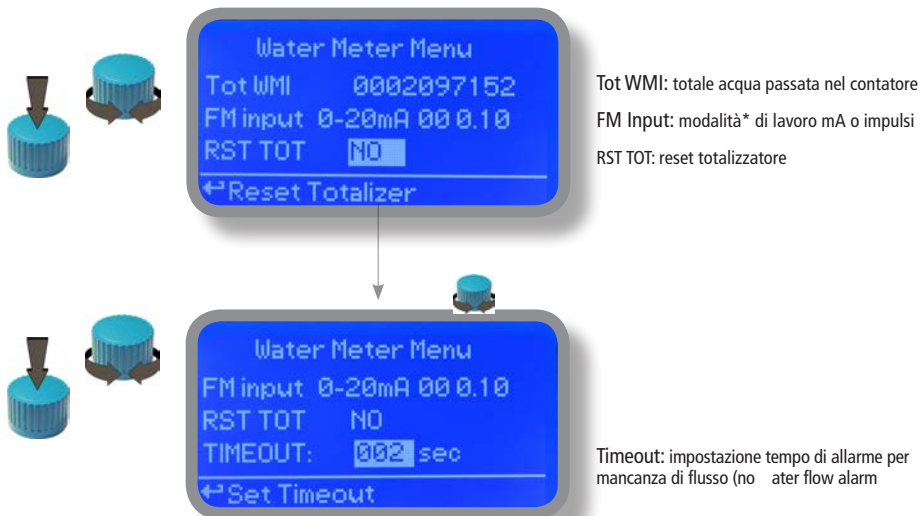 Water Meter Menu
Tot WMI 0002097152
FM input 0-20mA 00 0.10
RST TOT NO
↵Reset Totalizer
Tot WMI: totale acqua passata nel contatore
FM Input: modalità* di lavoro mA o impulsi
RST TOT: reset totalizzatore
Water Meter Menu
FM input 0-20mA 00 0.10
RST TOT NO
TIMEOUT: 002 sec
↵Set Timeout
Timeout: impostazione tempo di allarme per
mancanza di flusso (no ater flow alarm